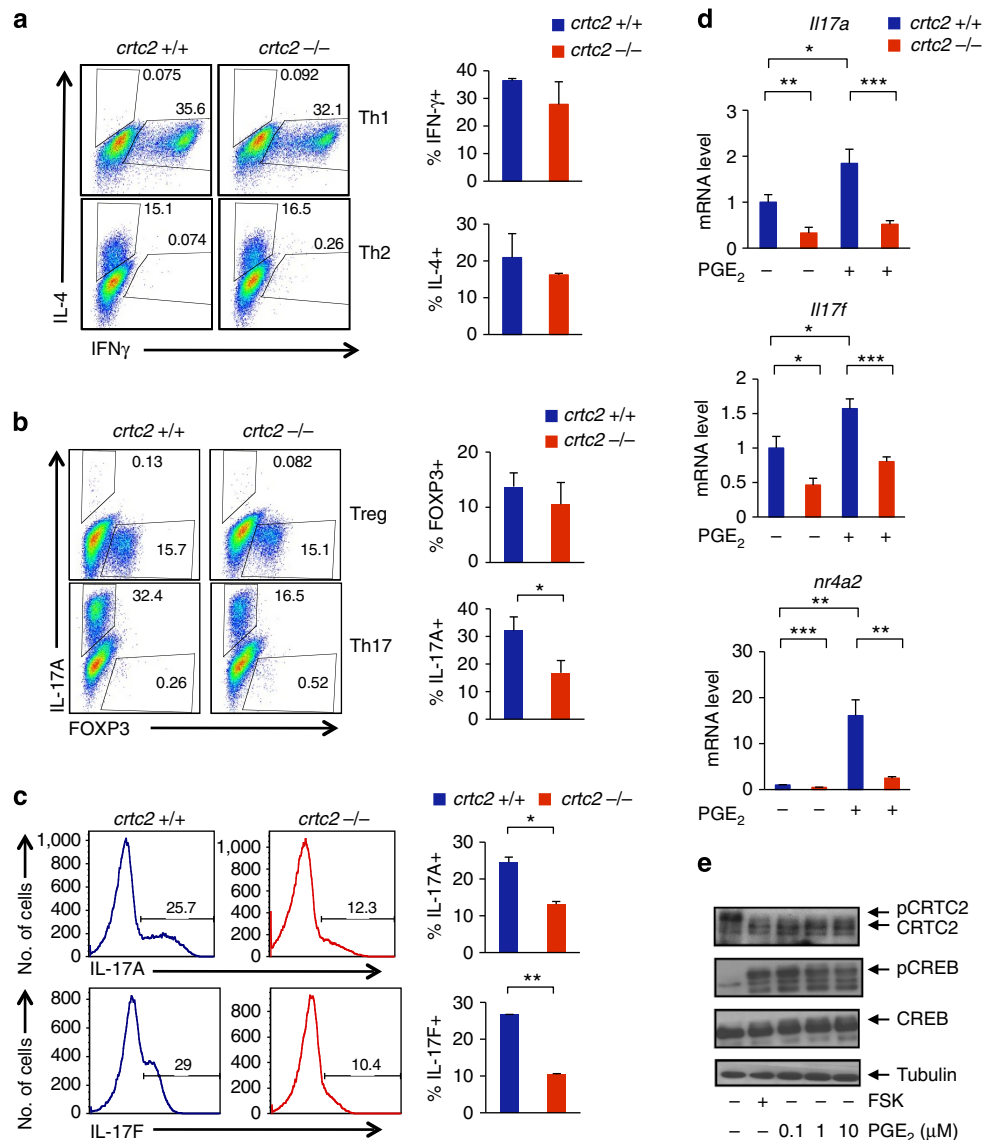 a
crtc2 +/+
crtc2 –/–
crtc2 +/+
crtc2 –/–
0.075
0.092
35.6
32.1
Th1
15.1
16.5
0.074
0.26
Th2
IL-4
IFNγ
40
30
20
10
0
% IFN-γ+
40
30
20
10
0
% IL-4+
b
crtc2 +/+
crtc2 –/–
crtc2 +/+
crtc2 –/–
0.13
0.082
15.7
15.1
Treg
32.4
16.5
0.26
0.52
Th17
IL-17A
FOXP3
20
10
0
% FOXP3+
*
40
30
20
10
0
% IL-17A+
c
crtc2 +/+
crtc2 –/–
crtc2 +/+
crtc2 –/–
No. of cells
1,000
800
600
400
200
0
25.7
1,000
800
600
400
200
0
12.3
IL-17A
No. of cells
800
600
400
200
0
29
800
600
400
200
0
10.4
IL-17F
*
30
20
10
0
% IL-17A+
**
30
20
10
0
% IL-17F+
d
Il17a
crtc2 +/+
crtc2 –/–
*
**
***
3
2
1
0
mRNA level
PGE2 – – + +
Il17f
*
*
***
2
1.5
1
0.5
0
mRNA level
PGE2 – – + +
nr4a2
**
***
**
30
20
10
0
mRNA level
PGE2 – – + +
e
pCRTC2
CRTC2
pCREB
CREB
Tubulin
– + – – – FSK
– – 0.1 1 10 PGE2 (μM)